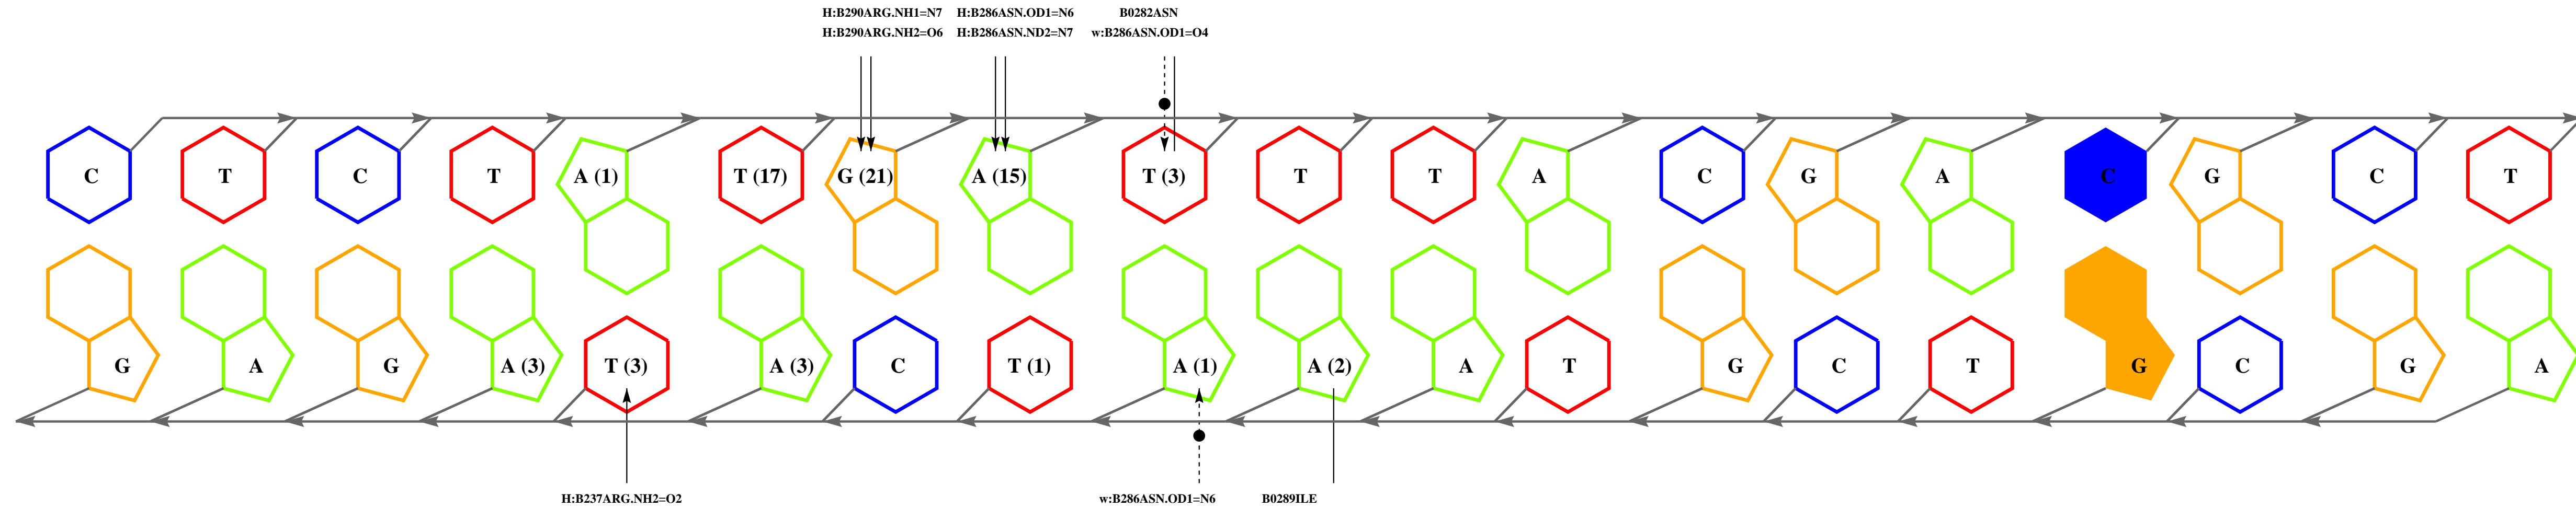 H:B290ARG.NH1=N7 H:B286ASN.OD1=N6 B0282ASN
H:B290ARG.NH2=O6 H:B286ASN.ND2=N7 w:B286ASN.OD1=O4
C T C T A (1) T (17) G (21) A (15) T (3) T T A C G A C G C T
G A G A (3) T (3) A (3) C T (1) A (1) A (2) A T G C T G C G A
H:B237ARG.NH2=O2 w:B286ASN.OD1=N6 B0289ILE